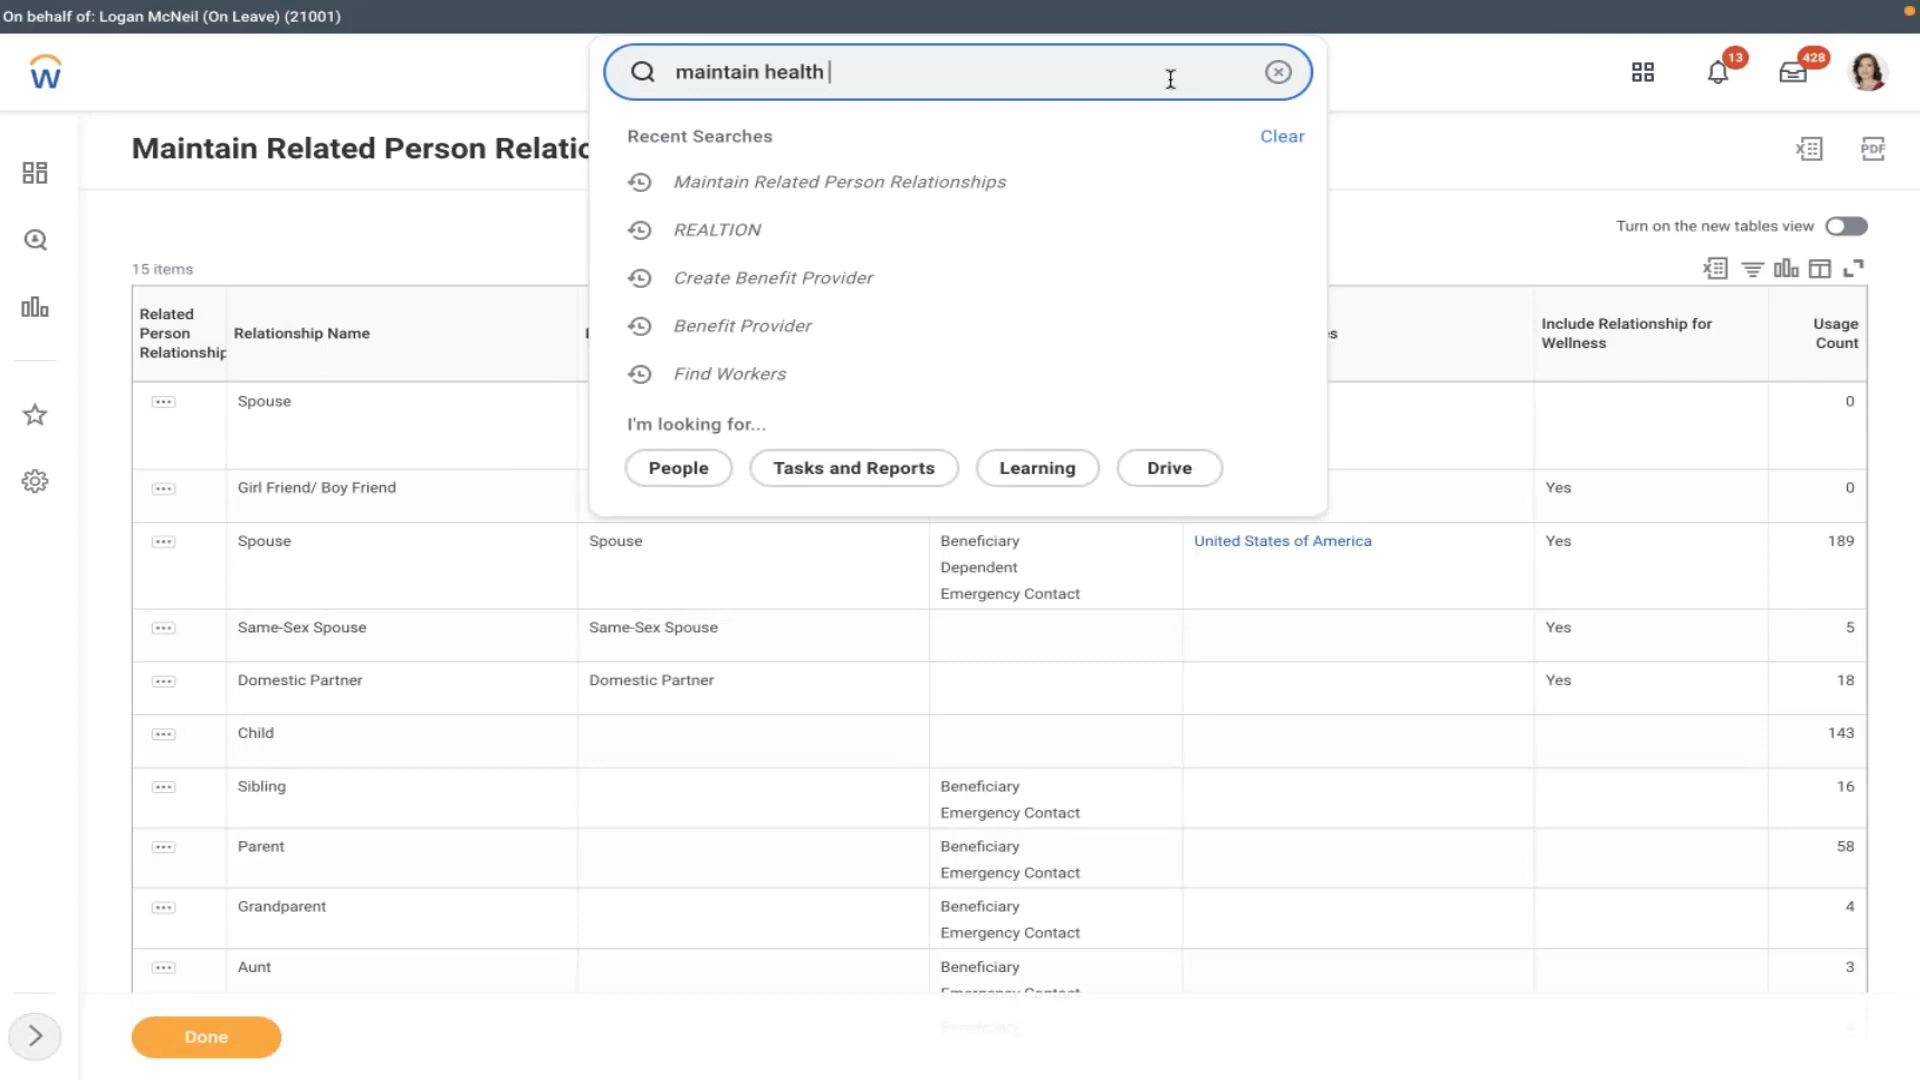 On behalf of: Logan McNeil (On Leave) (21001)
W
maintain health
13
428
Maintain Related Person Relatio
PDF
Recent Searches
Clear
Maintain Related Person Relationships
REALTION
Create Benefit Provider
Benefit Provider
Find Workers
I'm looking for...
People
Tasks and Reports
Learning
Drive
Turn on the new tables view
15 items
Related Person Relationship
Relationship Name
s
Include Relationship for Wellness
Usage Count
Spouse
0
Girl Friend/ Boy Friend
Yes
0
Spouse
Spouse
Beneficiary
Dependent
Emergency Contact
United States of America
Yes
189
Same-Sex Spouse
Same-Sex Spouse
Yes
5
Domestic Partner
Domestic Partner
Yes
18
Child
143
Sibling
Beneficiary
Emergency Contact
16
Parent
Beneficiary
Emergency Contact
58
Grandparent
Beneficiary
Emergency Contact
4
Aunt
Beneficiary
Emergency Contact
3
Beneficiary
4
Done